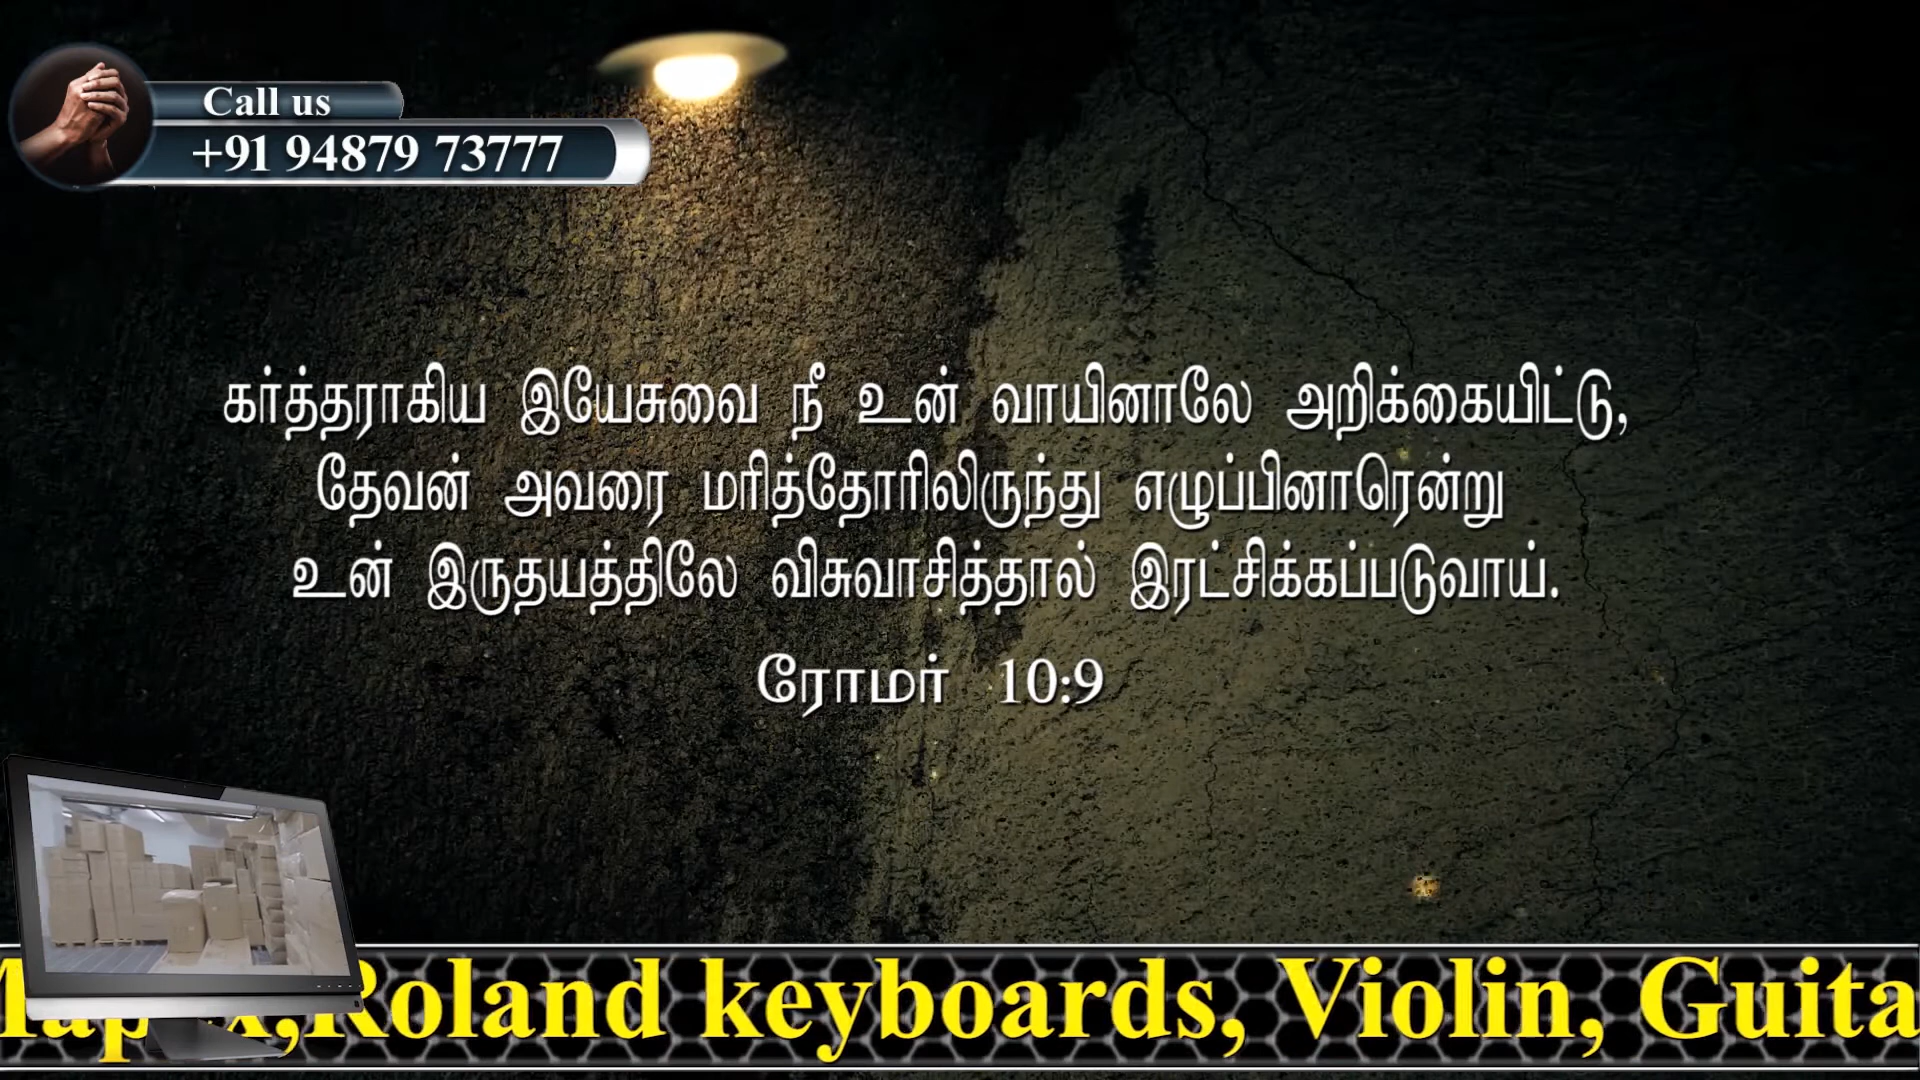 Call us
+91 94879 73777
கர்த்தராகிய இயேசுவை நீ உன் வாயினாலே அறிக்கையிட்டு,
தேவன் அவரை மரித்தோரிலிருந்து எழுப்பினாரென்று
உன் இருதயத்திலே விசுவாசித்தால் இரட்சிக்கப்படுவாய்.
ரோமர் 10:9
Roland keyboards, Violin, Guita